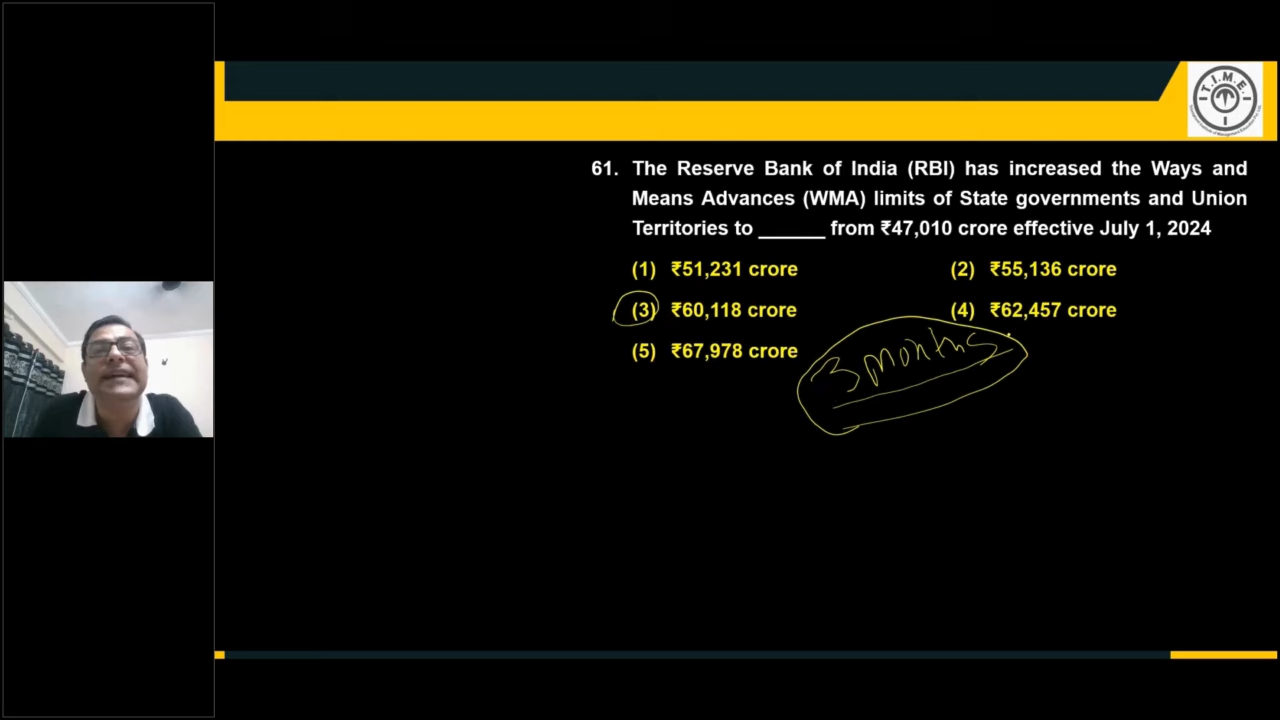 T.I.M.E.
61. The Reserve Bank of India (RBI) has increased the Ways and
Means Advances (WMA) limits of State governments and Union
Territories to ______ from ₹47,010 crore effective July 1, 2024
(1) ₹51,231 crore (2) ₹55,136 crore
(3) ₹60,118 crore (4) ₹62,457 crore
(5) ₹67,978 crore
3 months